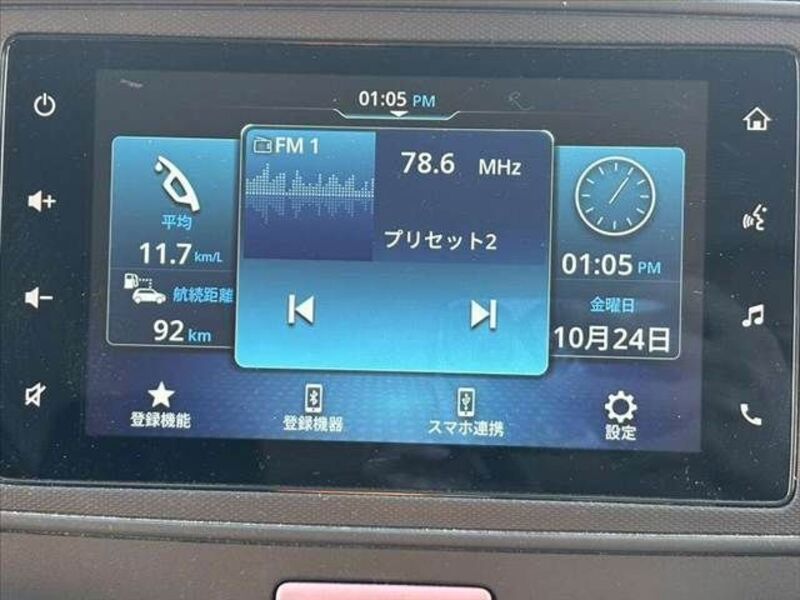 01:05 PM
FM 1
78.6 MHz
プリセット2
平均
11.7 km/L
航続距離
92 km
01:05 PM
金曜日
10月24日
登録機能
登録機器
スマホ連携
設定